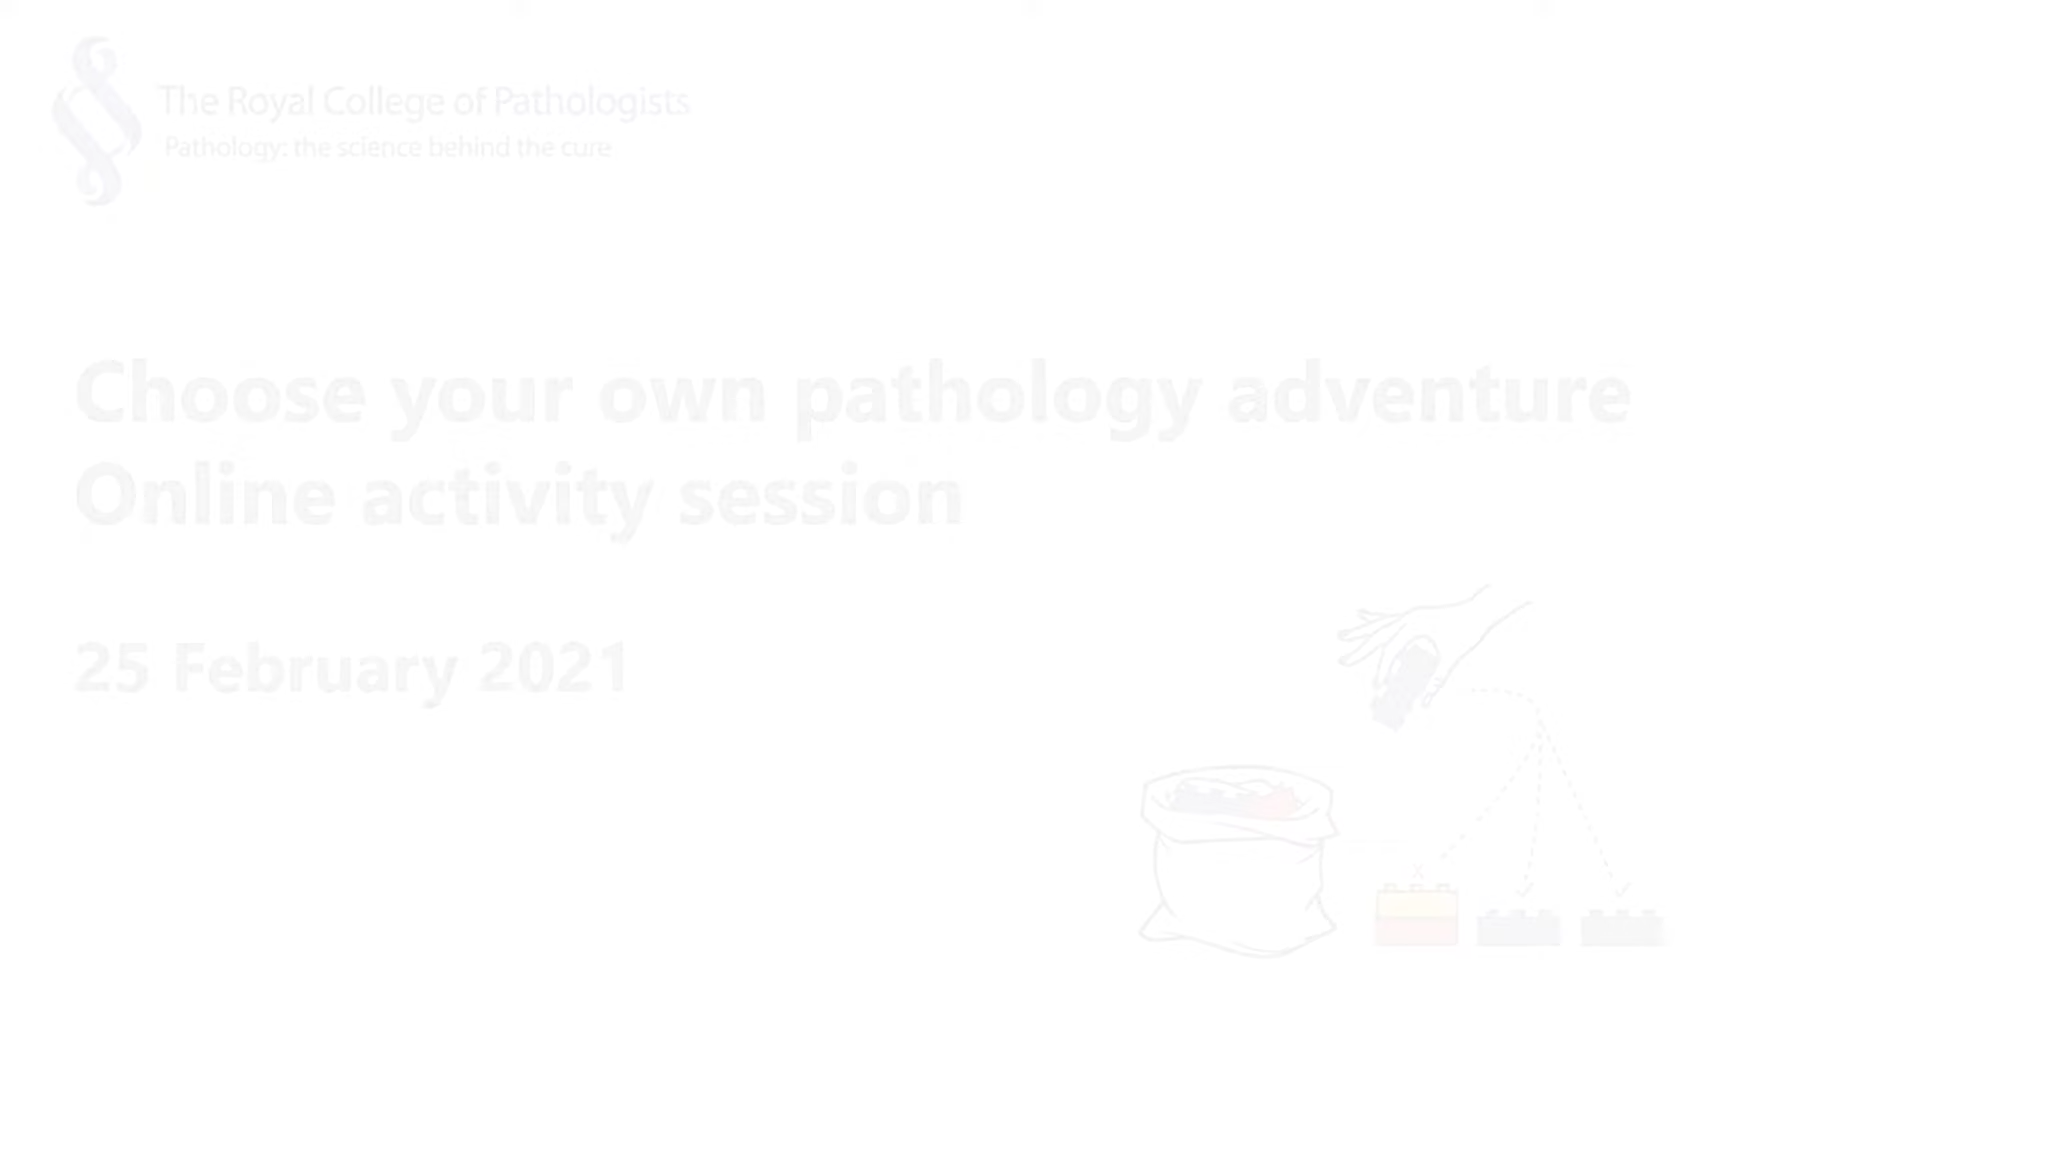 The Royal College of Pathologists
Pathology: the science behind the cure
Choose your own pathology adventure
Online activity session
25 February 2021